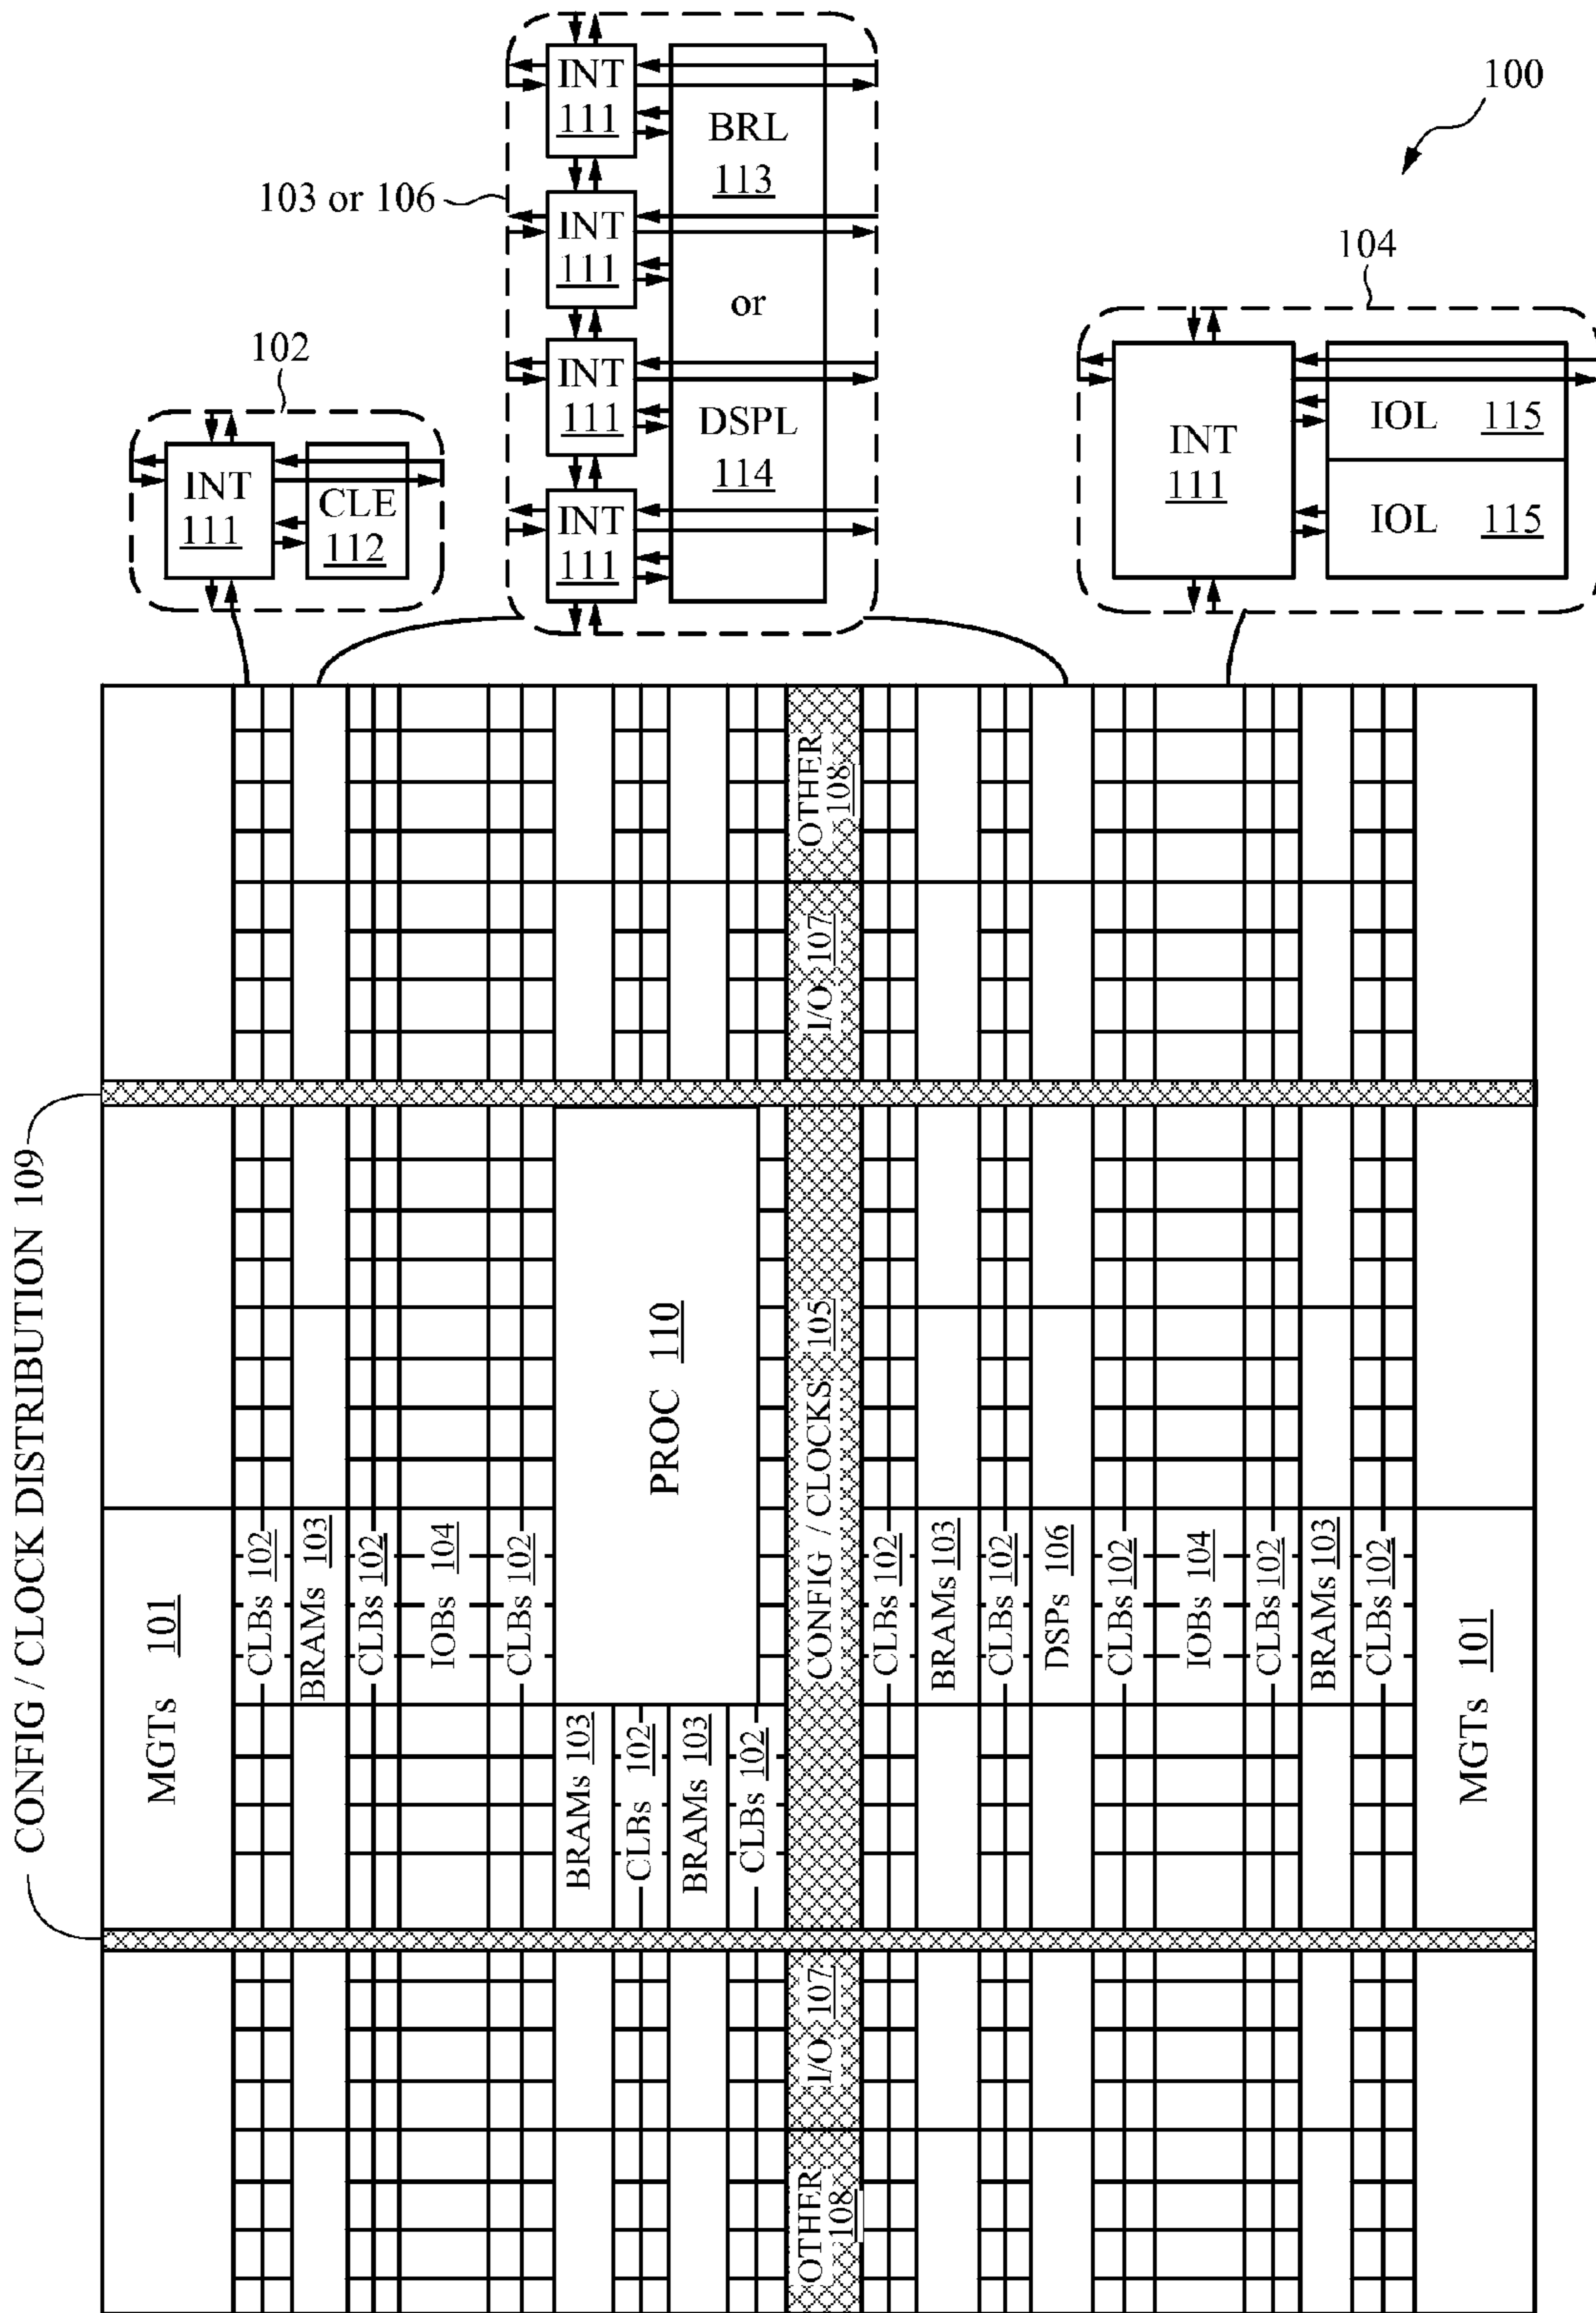 100
INT
111
BRL
113
103 or 106
INT
111
or
INT
111
DSPL
114
INT
111
104
INT
111
IOL 115
IOL 115
102
INT
111
CLE
112
CONFIG / CLOCK DISTRIBUTION 109
MGTs 101
CLBs 102
BRAMs 103
CLBs 102
IOBs 104
CLBs 102
BRAMs 103
CLBs 102
BRAMs 103
CLBs 102
PROC 110
OTHER
108
I/O 107
CONFIG / CLOCKS 105
I/O 107
OTHER
108
CLBs 102
BRAMs 103
CLBs 102
DSPs 106
CLBs 102
IOBs 104
CLBs 102
BRAMs 103
CLBs 102
MGTs 101